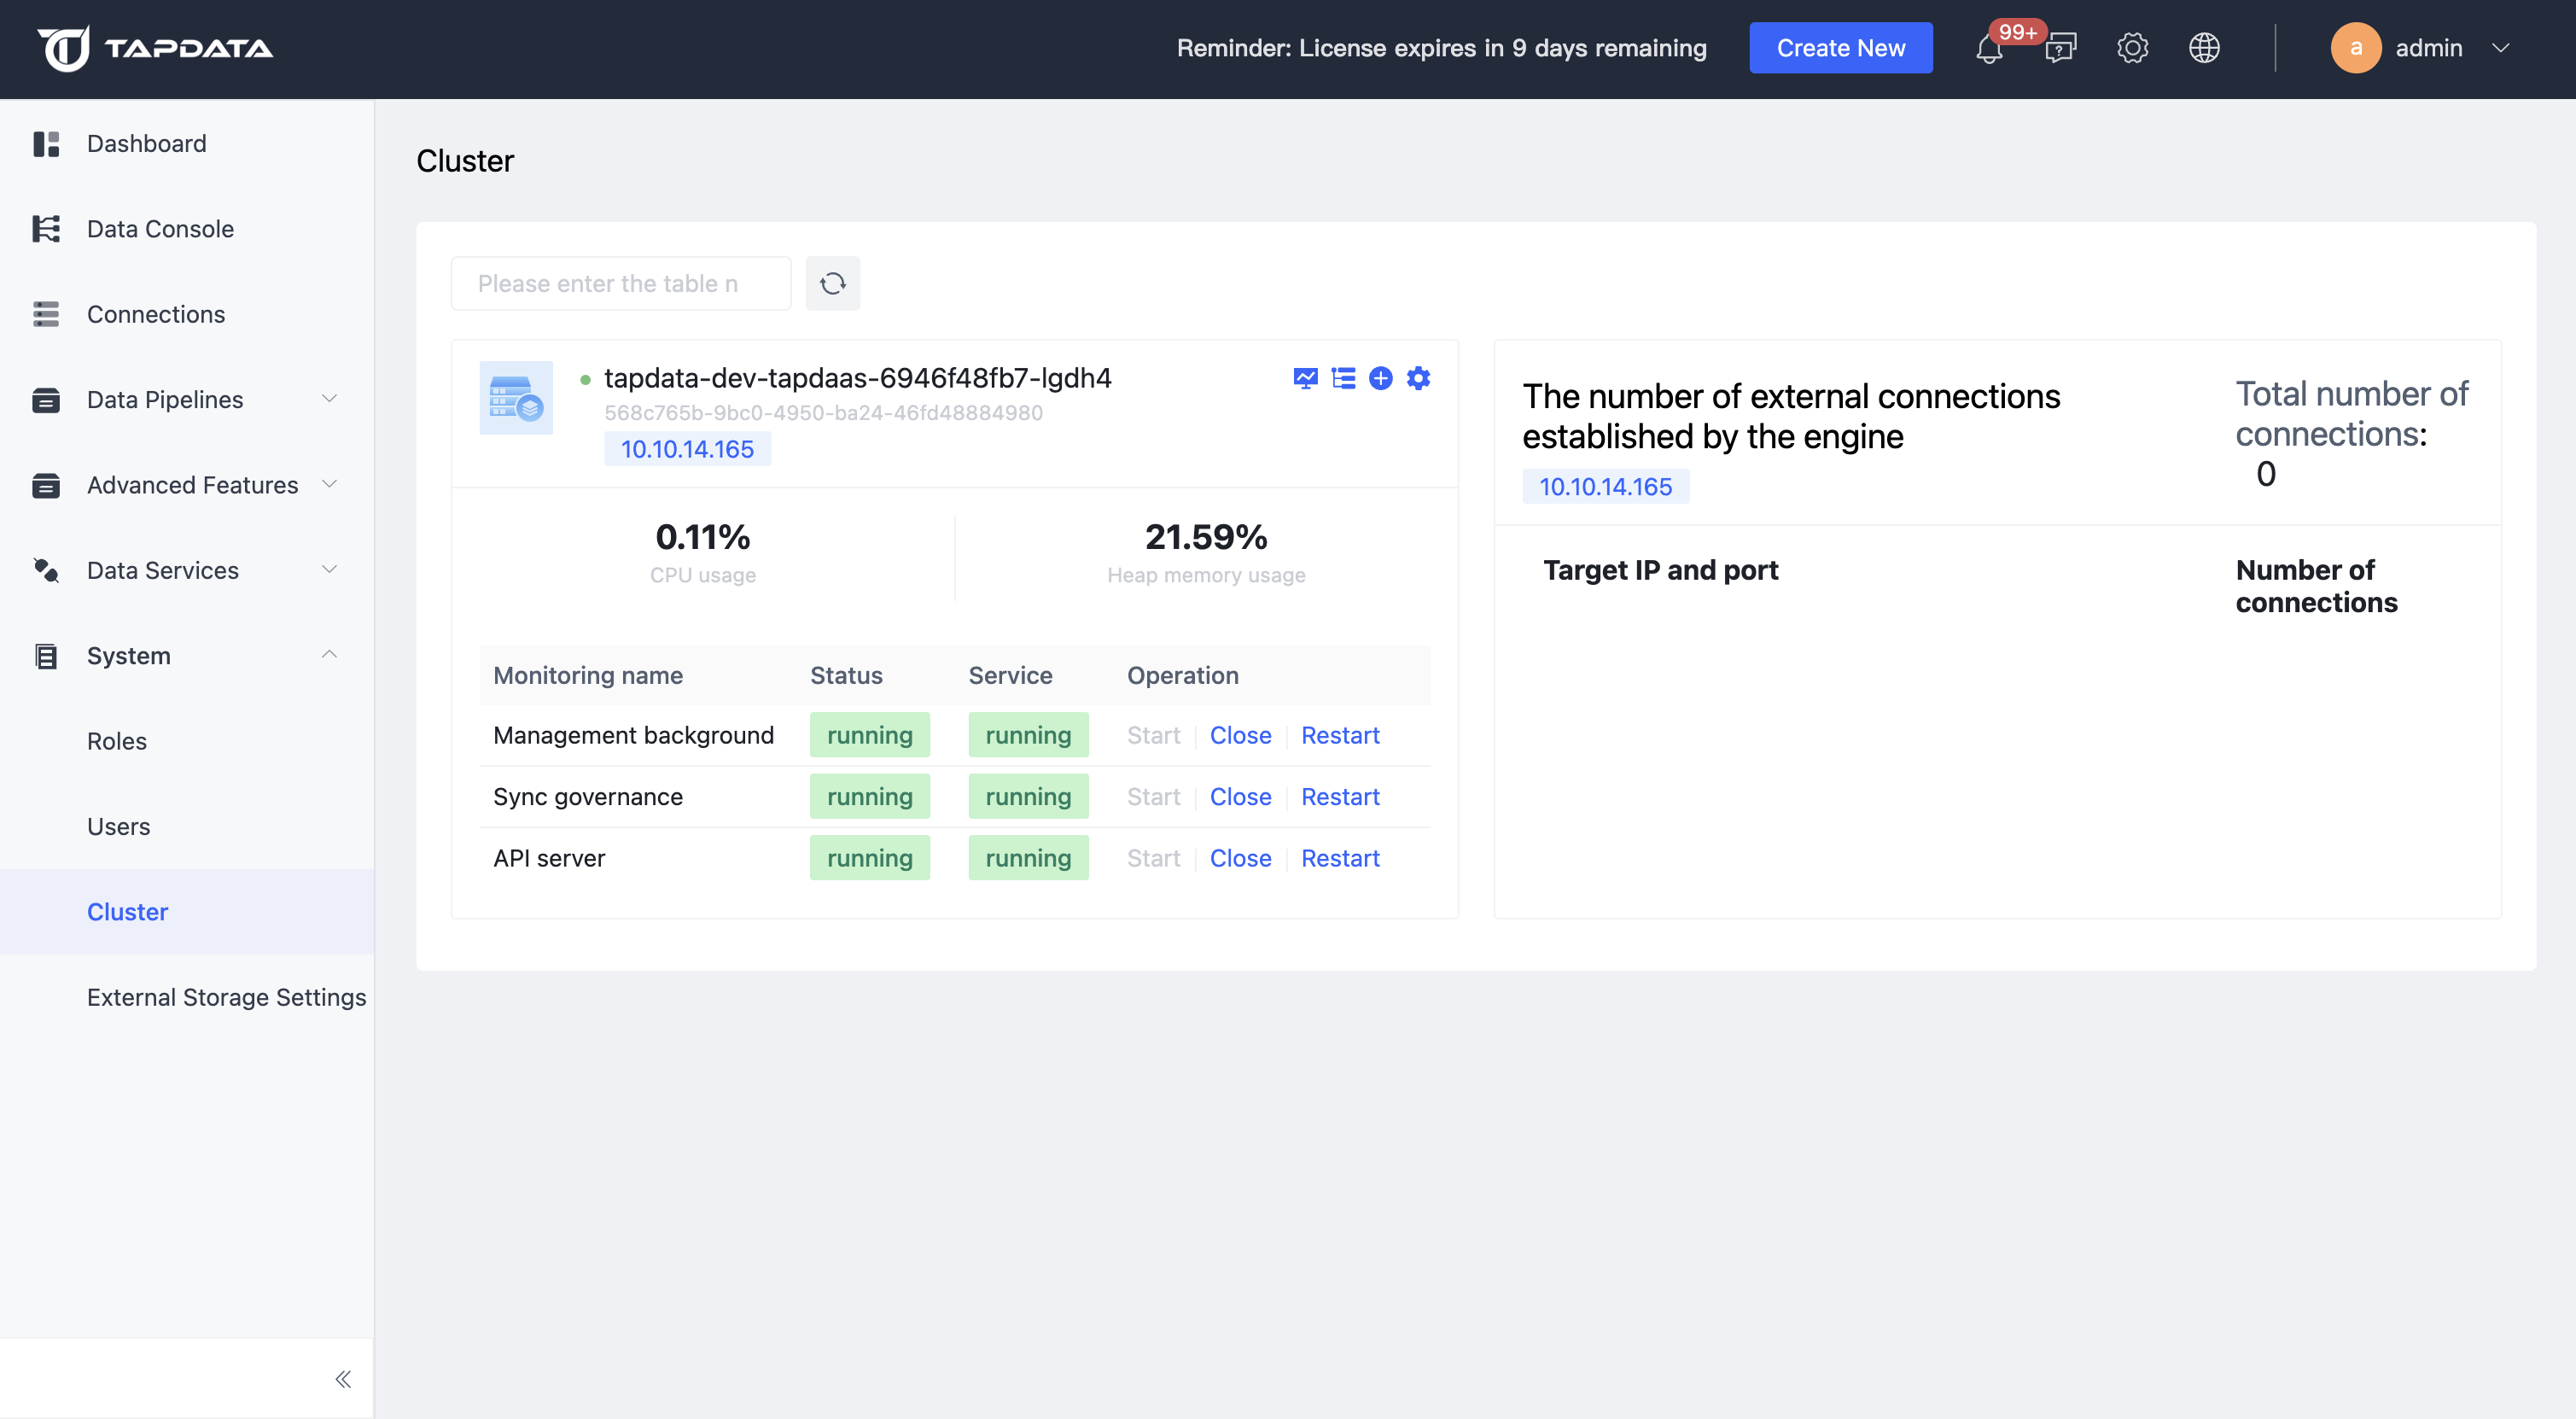 TAPDATA
Reminder: License expires in 9 days remaining
Create New
99+
a
admin
Dashboard
Data Console
Connections
Data Pipelines
Advanced Features
Data Services
System
Roles
Users
Cluster
External Storage Settings
Cluster
Please enter the table n
tapdata-dev-tapdaas-6946f48fb7-lgdh4
568c765b-9bc0-4950-ba24-46fd48884980
10.10.14.165
0.11%
CPU usage
21.59%
Heap memory usage
Monitoring name Status Service Operation
Management background running running Start Close Restart
Sync governance running running Start Close Restart
API server running running Start Close Restart
The number of external connections
established by the engine
10.10.14.165
Total number of
connections:
0
Target IP and port
Number of
connections